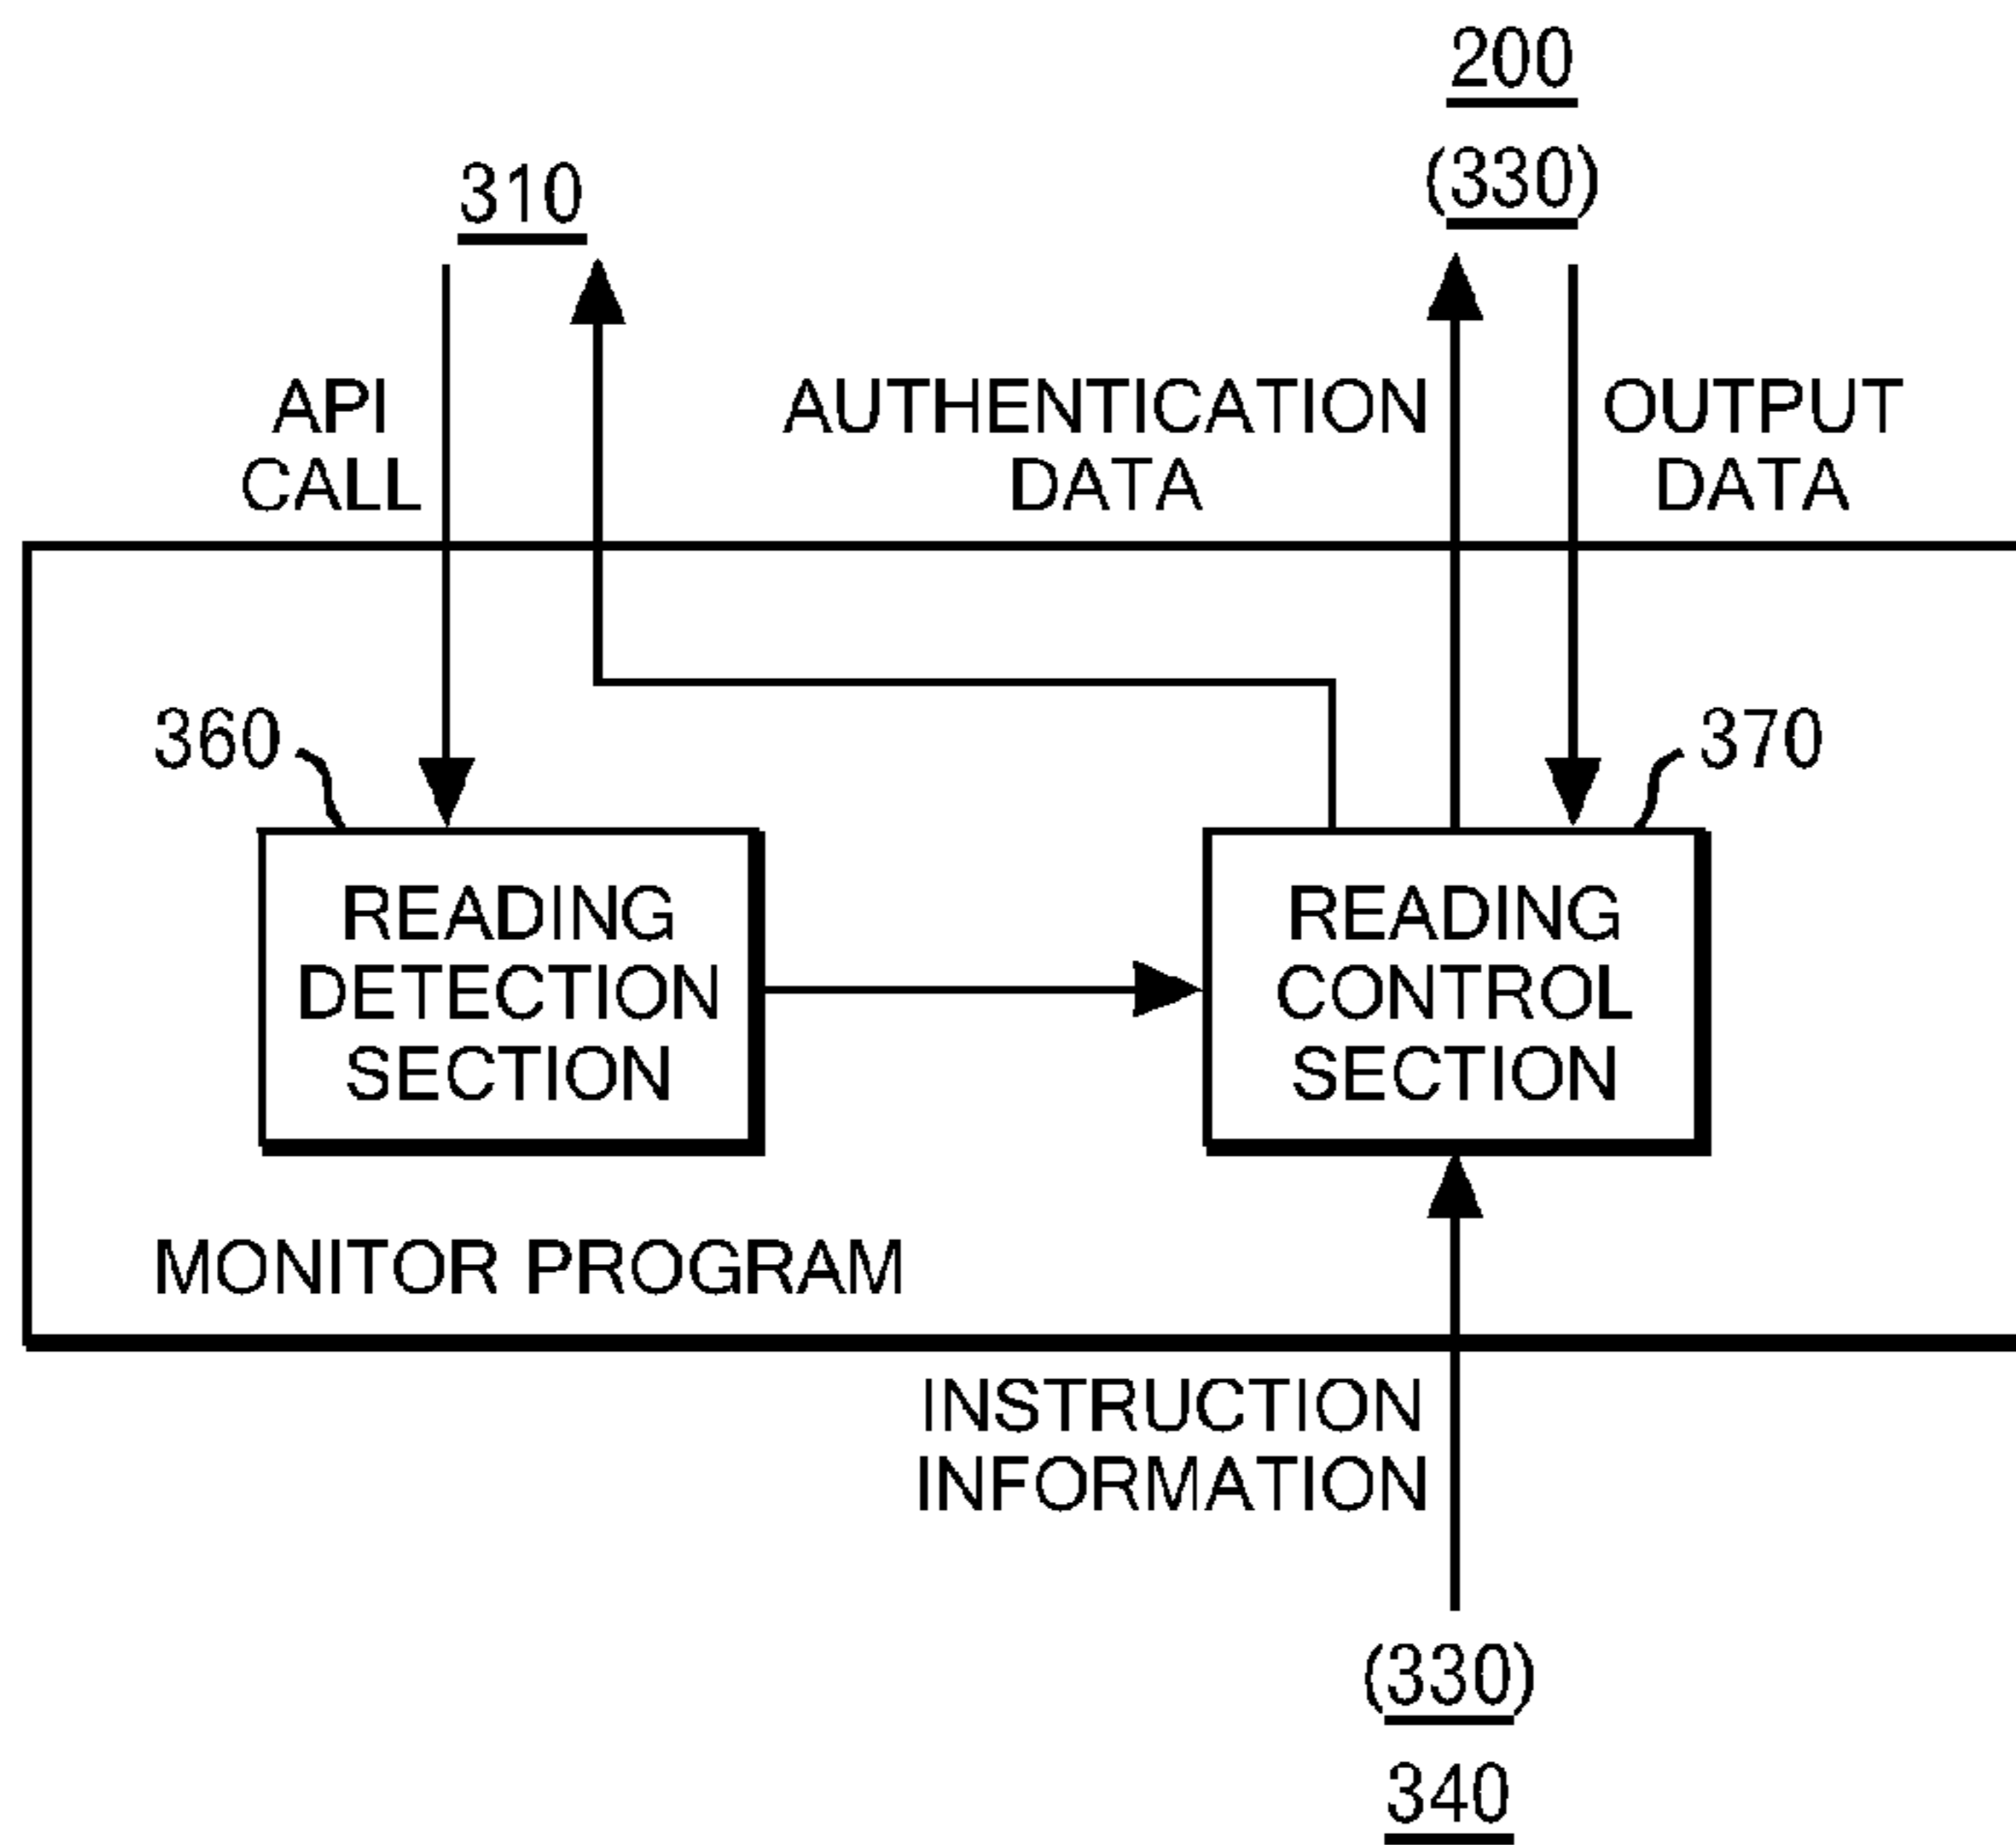 200
(330)
310
API
CALL
AUTHENTICATION
DATA
OUTPUT
DATA
360
370
READING
DETECTION
SECTION
READING
CONTROL
SECTION
MONITOR PROGRAM
INSTRUCTION
INFORMATION
(330)
340